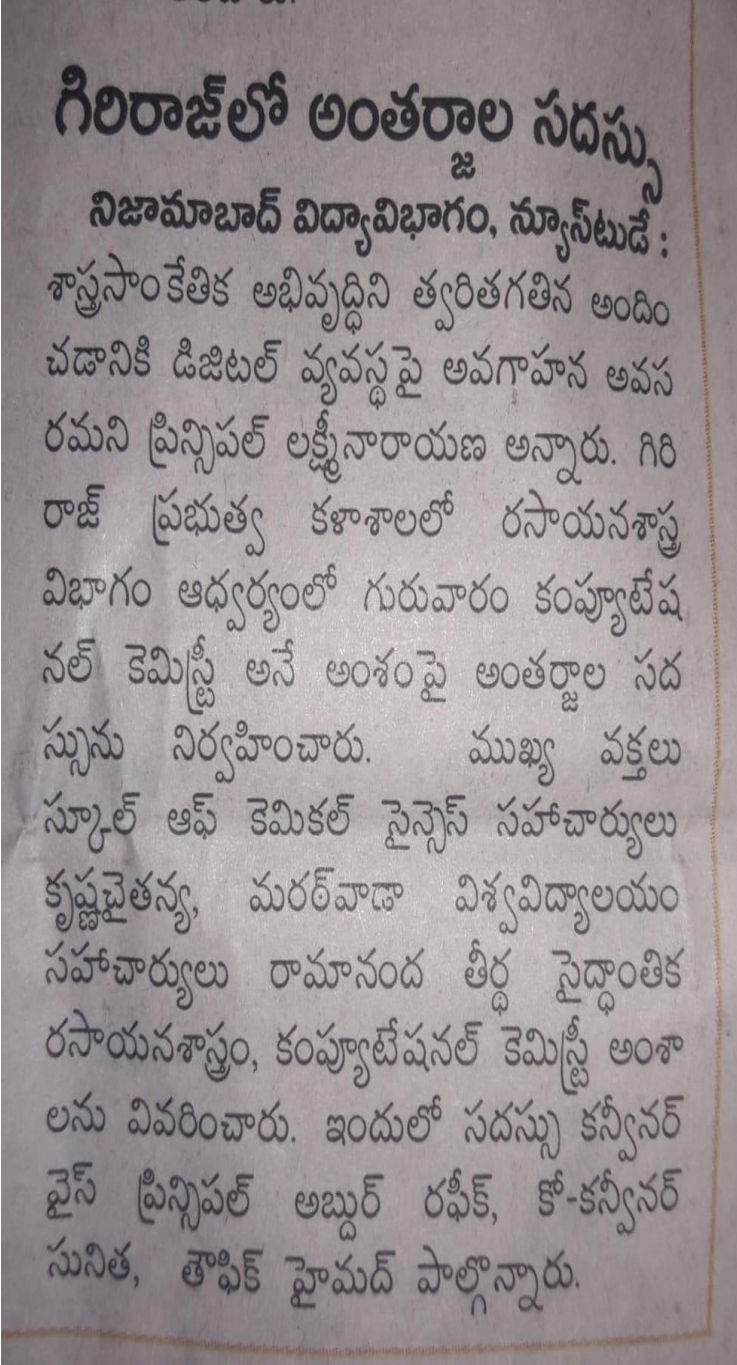 గిరిరాజ్‌లో అంతర్జాల సదస్సు
నిజామాబాద్ విద్యావిభాగం, న్యూస్‌టుడే :
శాస్త్రసాంకేతిక అభివృద్ధిని త్వరితగతిన అందిం
చడానికి డిజిటల్ వ్యవస్థపై అవగాహన అవస
రమని ప్రిన్సిపల్ లక్ష్మీనారాయణ అన్నారు. గిరి
రాజ్ ప్రభుత్వ కళాశాలలో రసాయనశాస్త్ర
విభాగం ఆధ్వర్యంలో గురువారం కంప్యూటేష
నల్ కెమిస్ట్రీ అనే అంశంపై అంతర్జాల సద
స్సును నిర్వహించారు. ముఖ్య వక్తలు
స్కూల్ ఆఫ్ కెమికల్ సైన్సెస్ సహాచార్యులు
కృష్ణచైతన్య, మరఠ్‌వాడా విశ్వవిద్యాలయం
సహాచార్యులు రామానంద తీర్థ సైద్ధాంతిక
రసాయనశాస్త్రం, కంప్యూటేషనల్ కెమిస్ట్రీ అంశా
లను వివరించారు. ఇందులో సదస్సు కన్వీనర్
వైస్ ప్రిన్సిపల్ అబ్దుర్ రఫీక్, కో-కన్వీనర్
సునిత, తౌఫిక్ హైమద్ పాల్గొన్నారు.